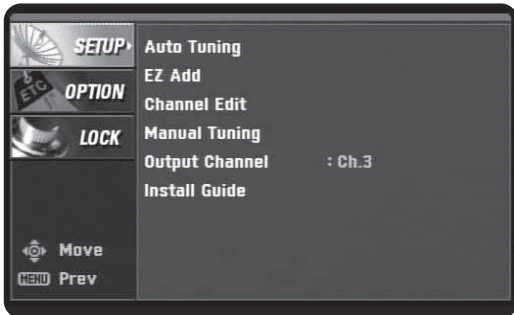 SETUP
ETC OPTION
LOCK
Auto Tuning
EZ Add
Channel Edit
Manual Tuning
Output Channel : Ch.3
Install Guide
Move
MENU Prev